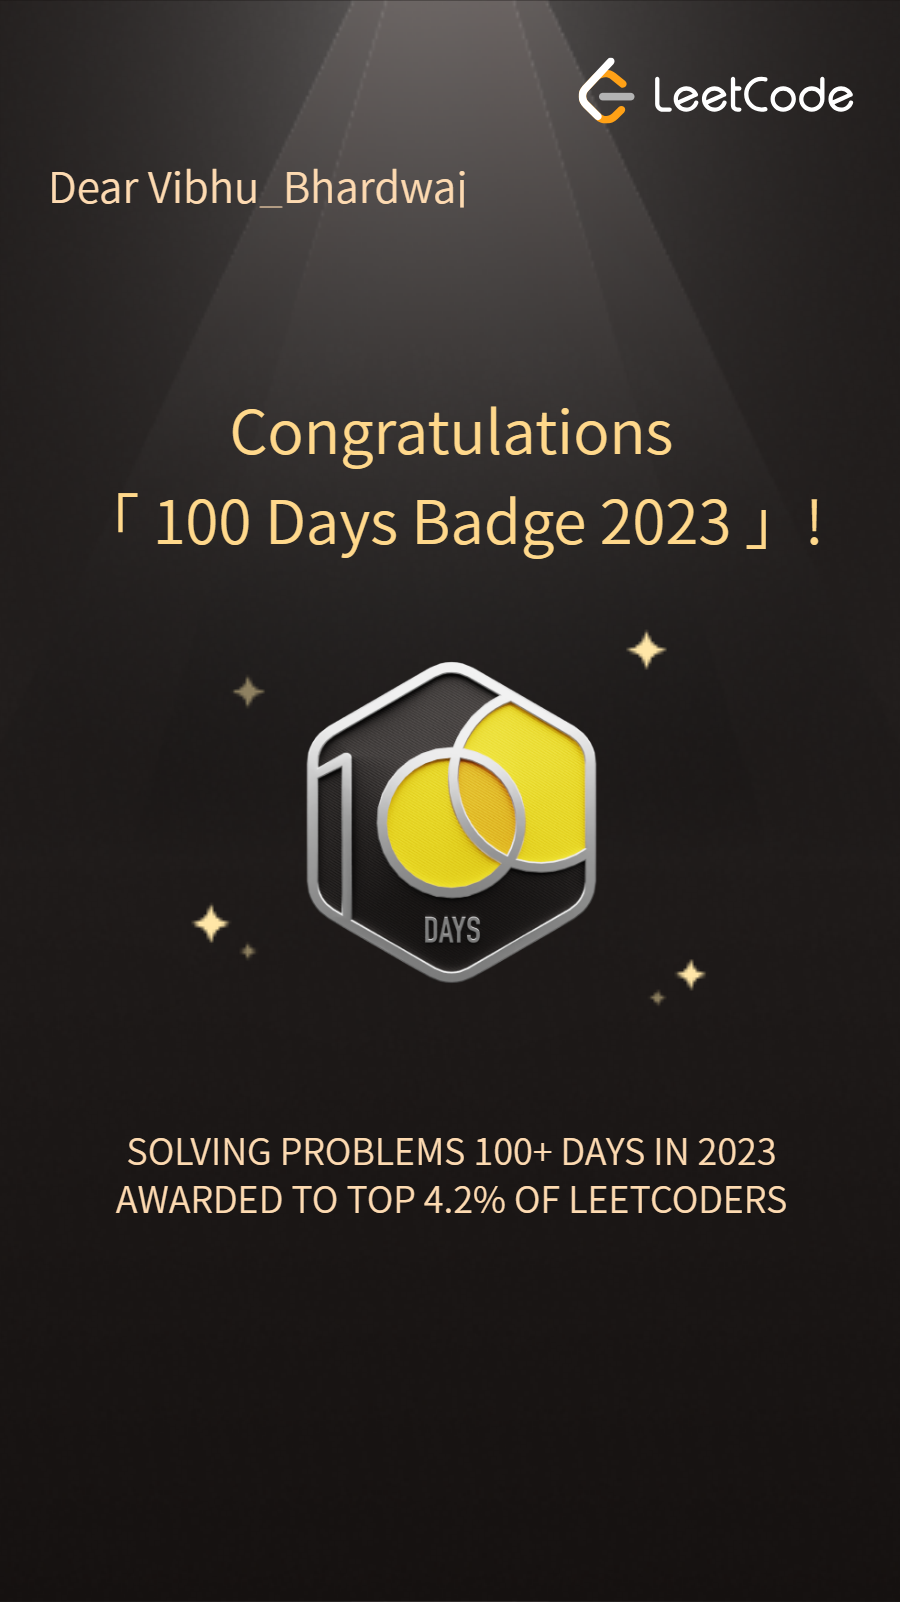 LeetCode
Dear Vibhu_Bhardwaj
Congratulations
「 100 Days Badge 2023 」!
100
DAYS
SOLVING PROBLEMS 100+ DAYS IN 2023
AWARDED TO TOP 4.2% OF LEETCODERS